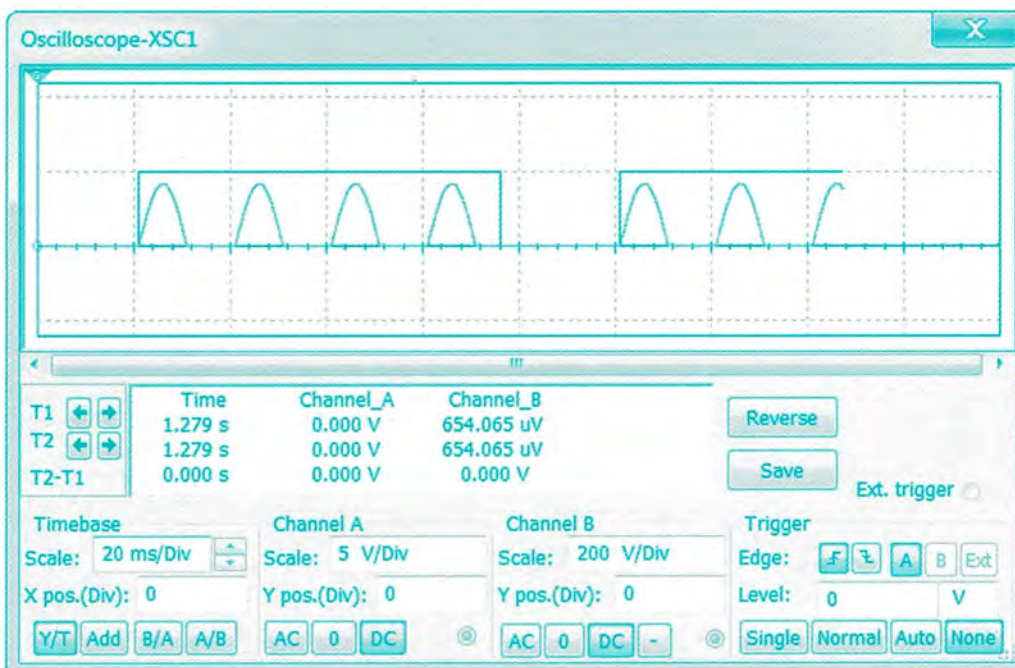 Oscilloscope-XSC1
X
Time Channel_A Channel_B
T1 1.279 s 0.000 V 654.065 uV
T2 1.279 s 0.000 V 654.065 uV
T2-T1 0.000 s 0.000 V 0.000 V
Reverse
Save
Ext. trigger
Timebase
Scale: 20 ms/Div
X pos.(Div): 0
Y/T Add B/A A/B
Channel A
Scale: 5 V/Div
Y pos.(Div): 0
AC 0 DC
Channel B
Scale: 200 V/Div
Y pos.(Div): 0
AC 0 DC -
Trigger
Edge: A B Ext
Level: 0 V
Single Normal Auto None